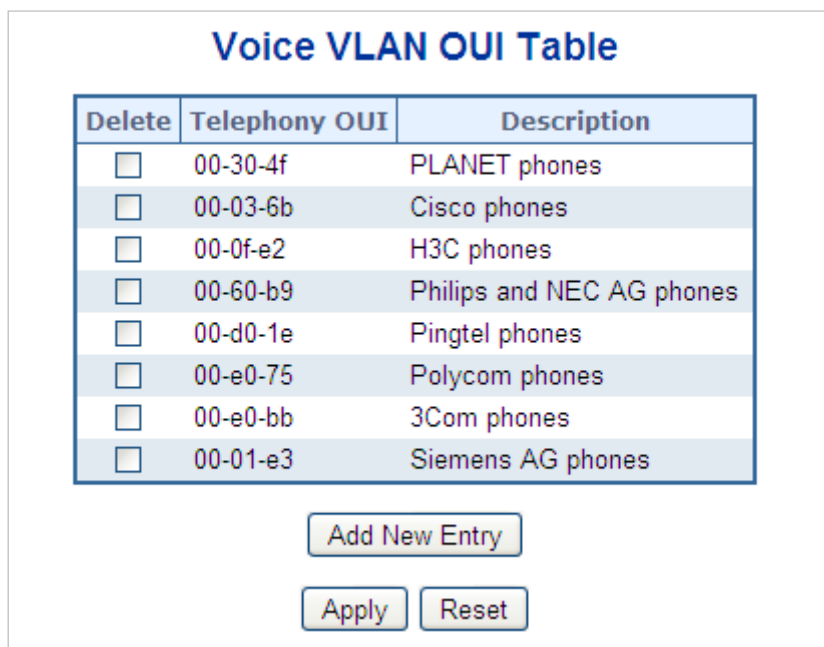 Voice VLAN OUI Table
Delete Telephony OUI Description
00-30-4f PLANET phones
00-03-6b Cisco phones
00-0f-e2 H3C phones
00-60-b9 Philips and NEC AG phones
00-d0-1e Pingtel phones
00-e0-75 Polycom phones
00-e0-bb 3Com phones
00-01-e3 Siemens AG phones
Add New Entry
Apply Reset